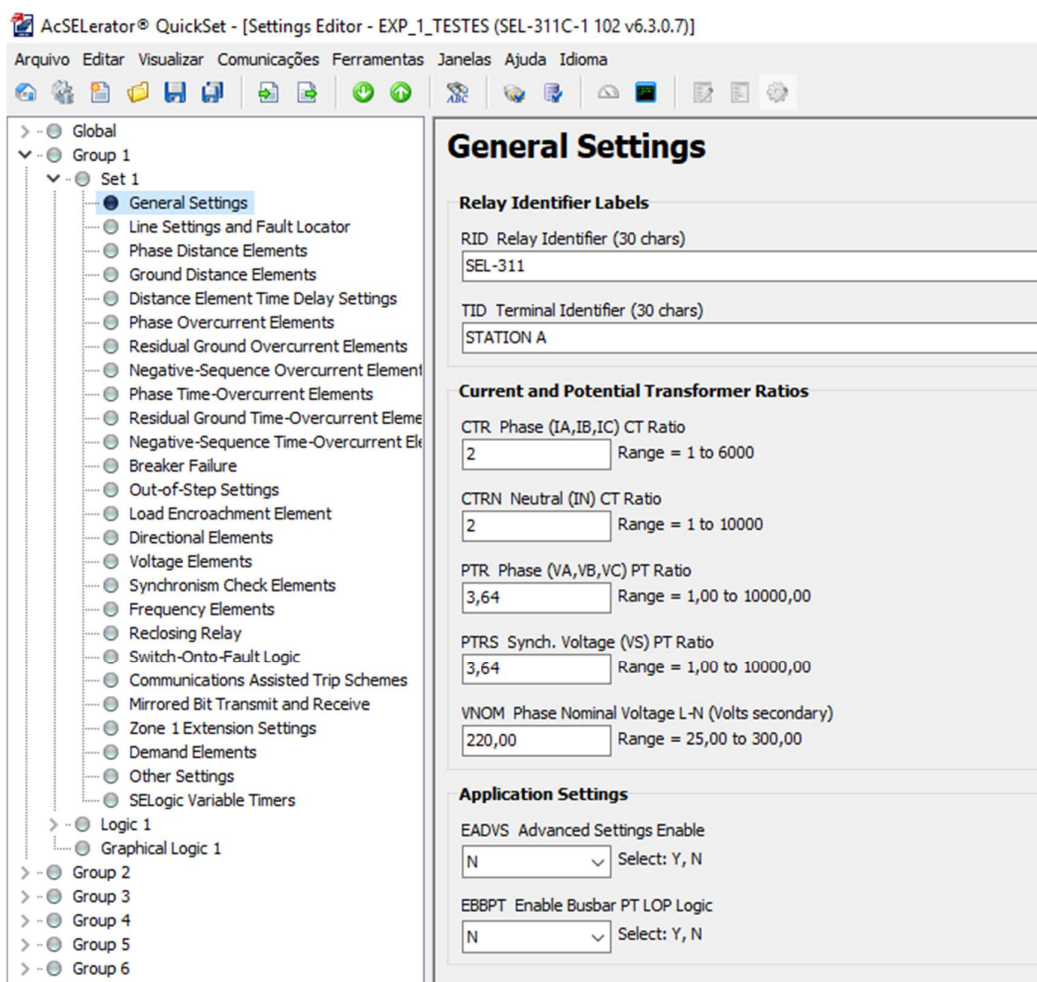 AcSELerator® QuickSet - [Settings Editor - EXP_1_TESTES (SEL-311C-1 102 v6.3.0.7)]
Arquivo Editar Visualizar Comunicações Ferramentas Janelas Ajuda Idioma
Global
Group 1
Set 1
General Settings
Line Settings and Fault Locator
Phase Distance Elements
Ground Distance Elements
Distance Element Time Delay Settings
Phase Overcurrent Elements
Residual Ground Overcurrent Elements
Negative-Sequence Overcurrent Element
Phase Time-Overcurrent Elements
Residual Ground Time-Overcurrent Eleme
Negative-Sequence Time-Overcurrent Ele
Breaker Failure
Out-of-Step Settings
Load Encroachment Element
Directional Elements
Voltage Elements
Synchronism Check Elements
Frequency Elements
Reclosing Relay
Switch-Onto-Fault Logic
Communications Assisted Trip Schemes
Mirrored Bit Transmit and Receive
Zone 1 Extension Settings
Demand Elements
Other Settings
SELogic Variable Timers
Logic 1
Graphical Logic 1
Group 2
Group 3
Group 4
Group 5
Group 6
General Settings
Relay Identifier Labels
RID Relay Identifier (30 chars)
SEL-311
TID Terminal Identifier (30 chars)
STATION A
Current and Potential Transformer Ratios
CTR Phase (IA,IB,IC) CT Ratio
2 Range = 1 to 6000
CTRN Neutral (IN) CT Ratio
2 Range = 1 to 10000
PTR Phase (VA,VB,VC) PT Ratio
3,64 Range = 1,00 to 10000,00
PTRS Synch. Voltage (VS) PT Ratio
3,64 Range = 1,00 to 10000,00
VNOM Phase Nominal Voltage L-N (Volts secondary)
220,00 Range = 25,00 to 300,00
Application Settings
EADVS Advanced Settings Enable
N Select: Y, N
EBBPT Enable Busbar PT LOP Logic
N Select: Y, N